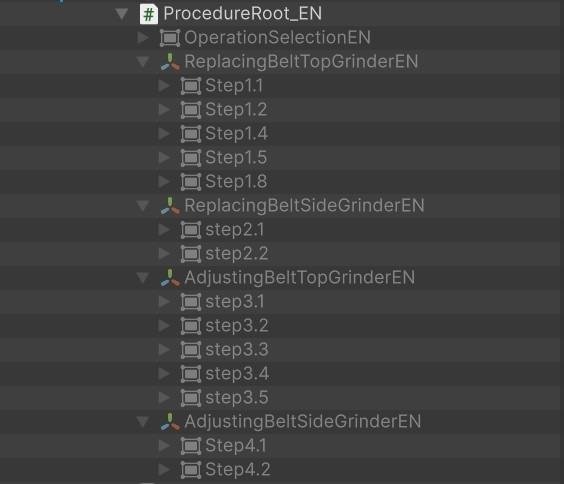 ProcedureRoot_EN
OperationSelectionEN
ReplacingBeltTopGrinderEN
Step1.1
Step1.2
Step1.4
Step1.5
Step1.8
ReplacingBeltSideGrinderEN
step2.1
step2.2
AdjustingBeltTopGrinderEN
step3.1
step3.2
step3.3
step3.4
step3.5
AdjustingBeltSideGrinderEN
Step4.1
Step4.2